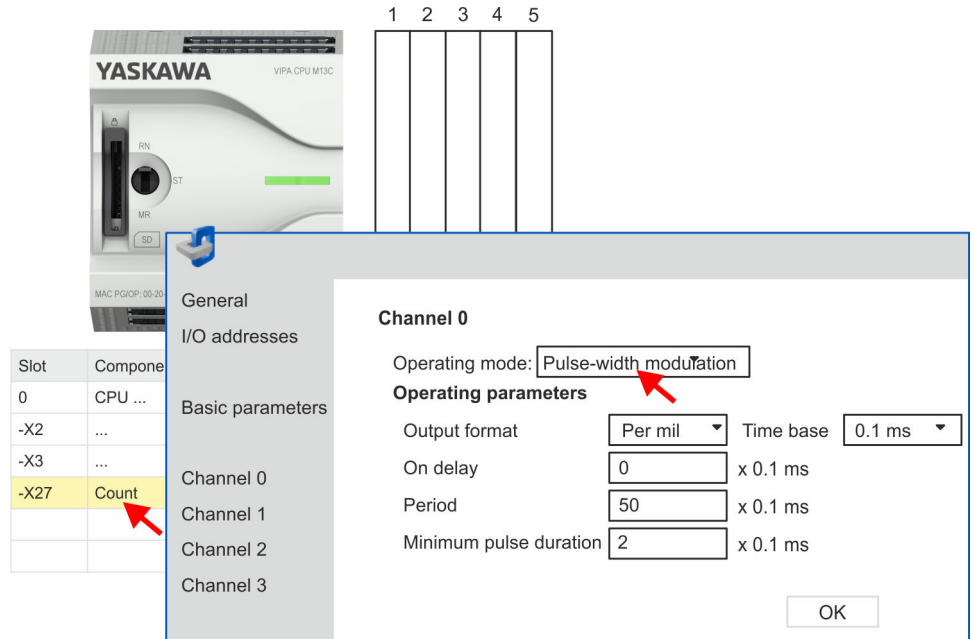 1 2 3 4 5
YASKAWA
VIPA CPU M13C
RN
ST
MR
SD
MAC PG/OP: 00-20-
Slot Compone
0 CPU ...
-X2 ...
-X3 ...
-X27 Count
General
I/O addresses
Basic parameters
Channel 0
Channel 1
Channel 2
Channel 3
Channel 0
Operating mode: Pulse-width modulation
Operating parameters
Output format Per mil Time base 0.1 ms
On delay 0 x 0.1 ms
Period 50 x 0.1 ms
Minimum pulse duration 2 x 0.1 ms
OK